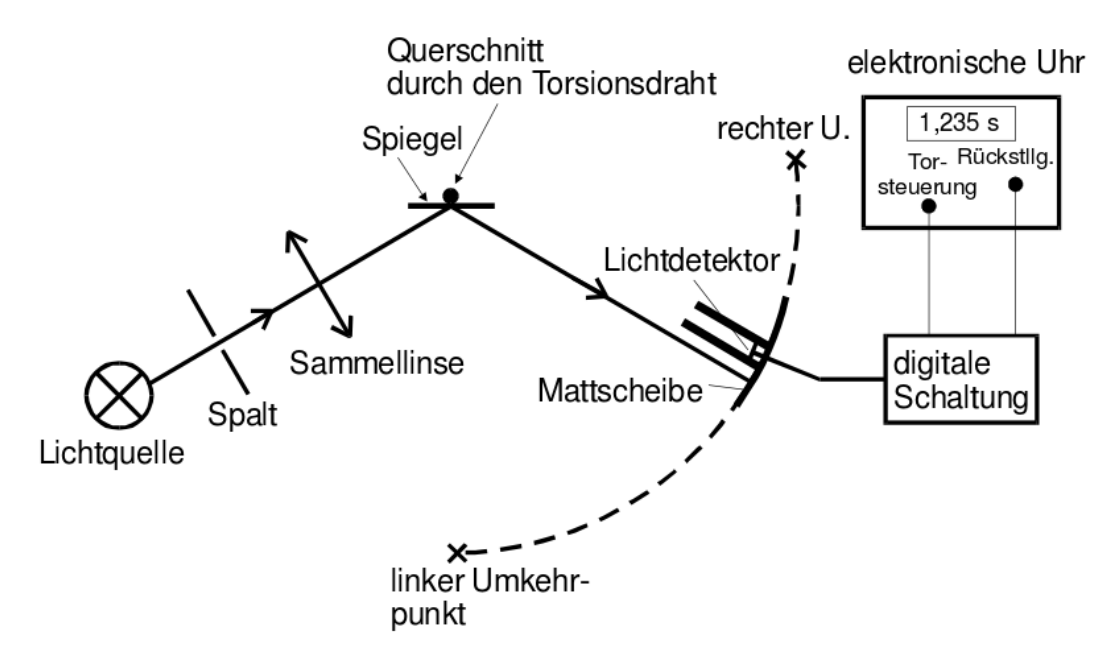 Querschnitt
durch den Torsionsdraht
elektronische Uhr
Spiegel
rechter U.
1,235 s
Tor-
steuerung
Rückstllg.
Lichtdetektor
Sammellinse
Mattscheibe
digitale
Schaltung
Spalt
Lichtquelle
linker Umkehr-
punkt